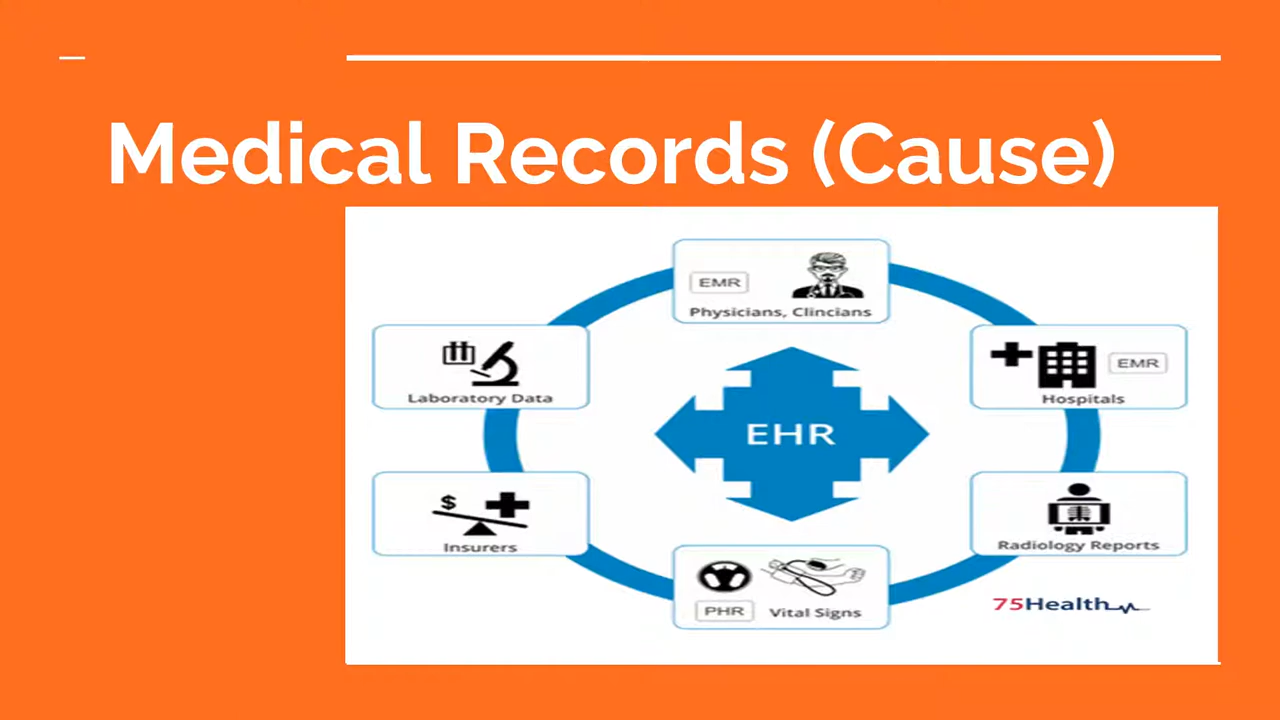 Medical Records (Cause)
EMR
Physicians, Clincians
Laboratory Data
EMR
Hospitals
EHR
$
Insurers
Radiology Reports
PHR
Vital Signs
75Health